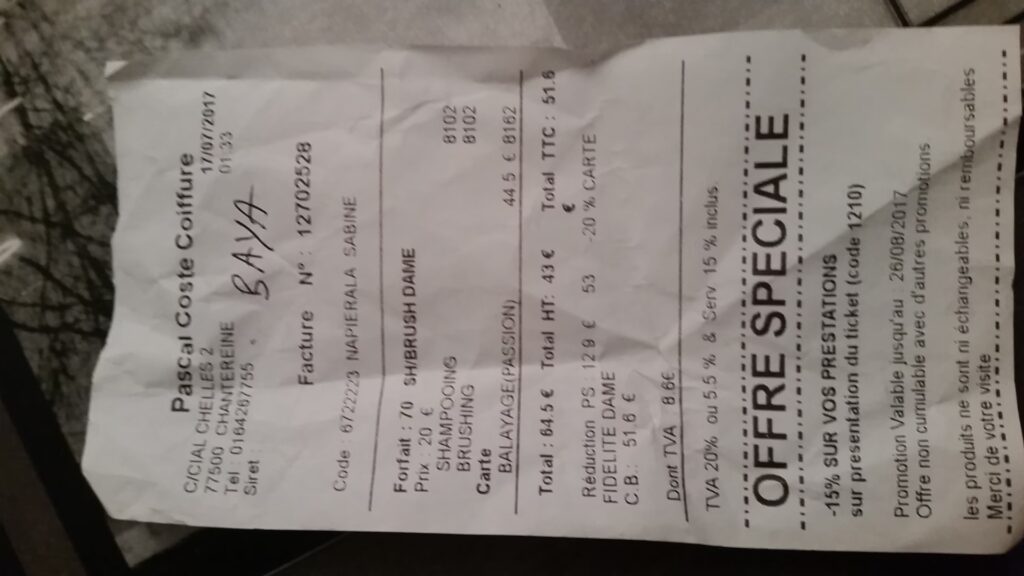 Pascal Coste Coiffure
C/CIAL CHELLES 2 17/07/2017
77500 CHANTEREINE 01:33
Tel : 0164267755
Siret :
BAYA
Facture N° : 12702528
Code : 6722223 NAPIERALA SABINE
Forfait : 70 SHBRUSH DAME
Prix : 20 €
SHAMPOOING 8102
BRUSHING 8102
Carte
BALAYAGE(PASSION) 44.5 € 8162
Total : 64.5 € Total HT: 43 € Total TTC : 51.6
€
Réduction PS : 12.9 € 53 -20 % CARTE
FIDELITE DAME
C.B.: 51,6 €
Dont TVA : 8.6€
TVA 20% ou 5.5 % & Serv. 15 % inclus.
OFFRE SPECIALE
-15% SUR VOS PRESTATIONS
sur présentation du ticket (code 1210)
Promotion Valable jusqu'au : 26/08/2017
Offre non cumulable avec d'autres promotions.
les produits ne sont ni échangeables, ni remboursables
Merci de votre visite